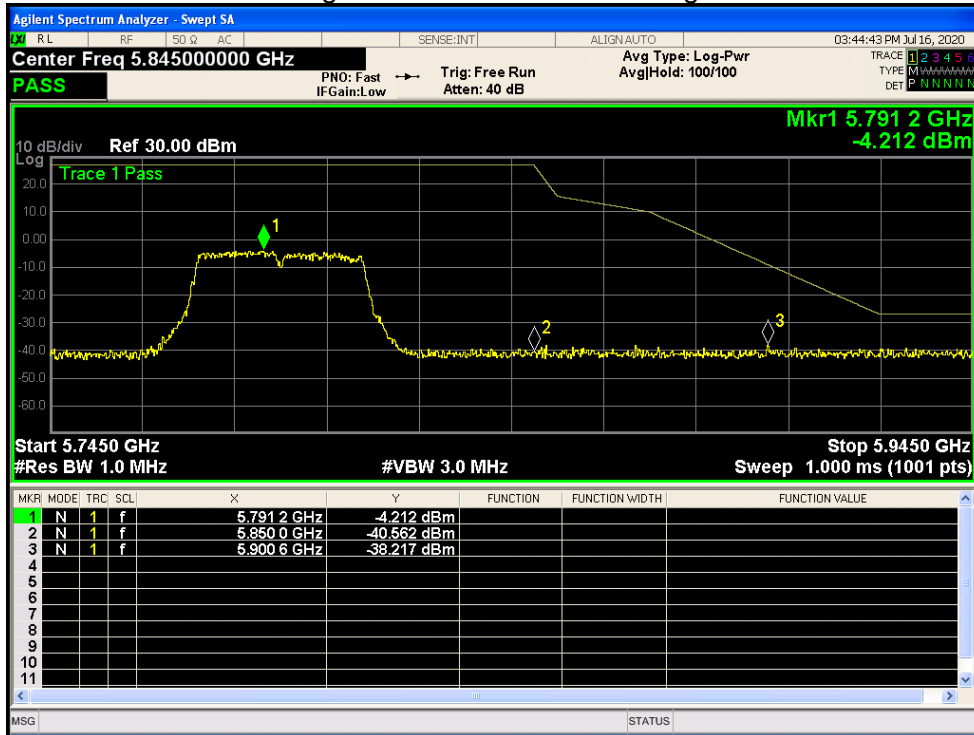 Agilent Spectrum Analyzer - Swept SA
LXI RL RF 50 Ω AC SENSE:INT ALIGN AUTO 03:44:43 PM Jul 16, 2020
Center Freq 5.845000000 GHz
PASS
PNO: Fast
IFGain:Low
Trig: Free Run
Atten: 40 dB
Avg Type: Log-Pwr
Avg|Hold: 100/100
TRACE 1 2 3 4 5 6
TYPE M
DET P N N N N N
Mkr1 5.791 2 GHz
-4.212 dBm
10 dB/div Ref 30.00 dBm
Log
Trace 1 Pass
20.0
10.0
0.00
-10.0
-20.0
-30.0
-40.0
-50.0
-60.0
1
2
3
Start 5.7450 GHz Stop 5.9450 GHz
#Res BW 1.0 MHz #VBW 3.0 MHz Sweep 1.000 ms (1001 pts)
MKR MODE TRC SCL X Y FUNCTION FUNCTION WIDTH FUNCTION VALUE
1 N 1 f 5.791 2 GHz -4.212 dBm
2 N 1 f 5.850 0 GHz -40.562 dBm
3 N 1 f 5.900 6 GHz -38.217 dBm
4
5
6
7
8
9
10
11
MSG STATUS